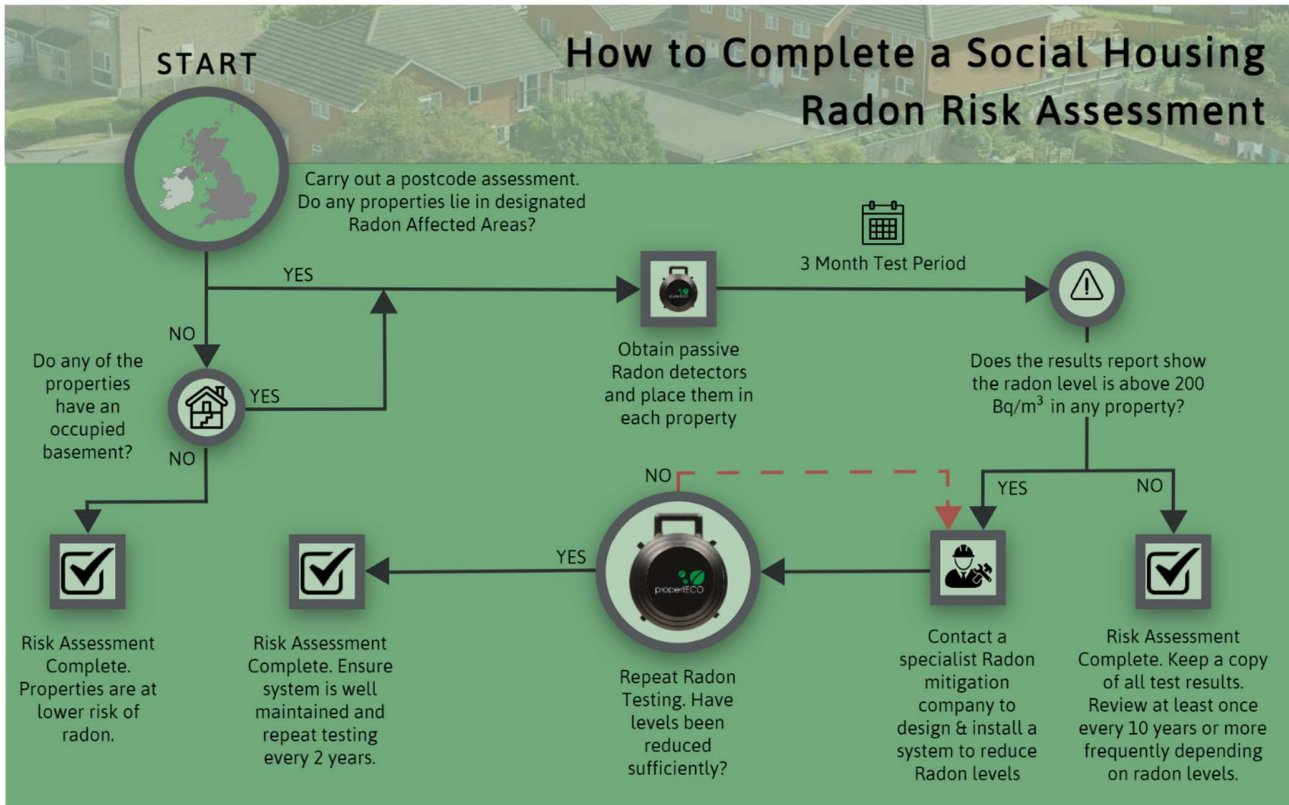 How to Complete a Social Housing
Radon Risk Assessment
START
Carry out a postcode assessment.
Do any properties lie in designated
Radon Affected Areas?
YES
NO
Do any of the
properties
have an
occupied
basement?
YES
NO
Obtain passive
Radon detectors
and place them in
each property
3 Month Test Period
Does the results report show
the radon level is above 200
Bq/m³ in any property?
YES
NO
NO
YES
propertECO
Risk Assessment
Complete.
Properties are at
lower risk of
radon.
Risk Assessment
Complete. Ensure
system is well
maintained and
repeat testing
every 2 years.
Repeat Radon
Testing. Have
levels been
reduced
sufficiently?
Contact a
specialist Radon
mitigation
company to
design & install a
system to reduce
Radon levels
Risk Assessment
Complete. Keep a copy
of all test results.
Review at least once
every 10 years or more
frequently depending
on radon levels.